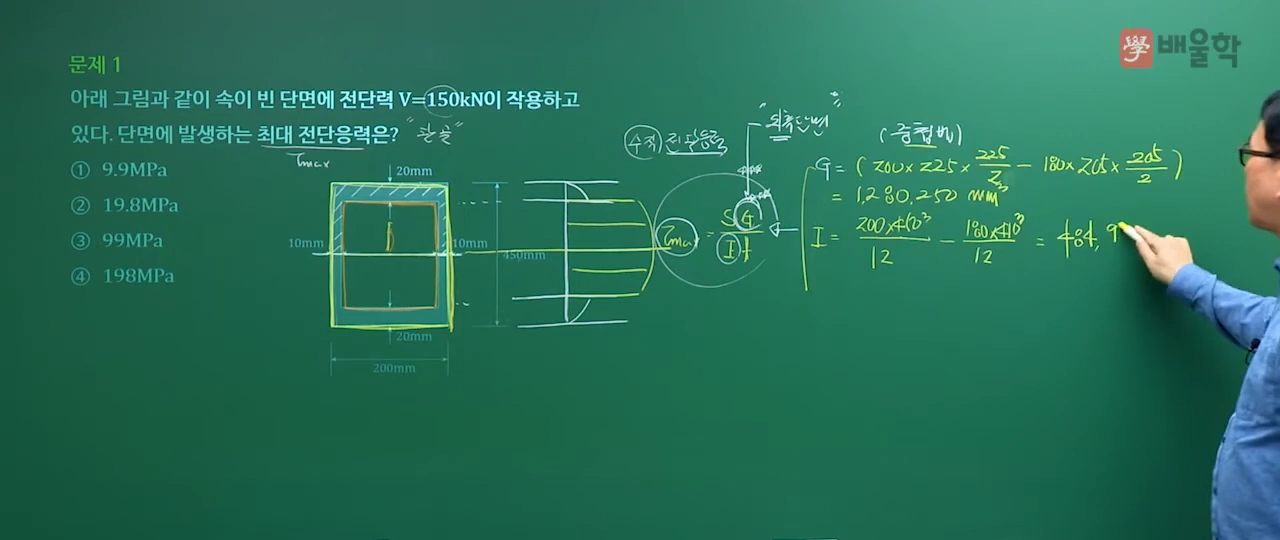 學 배울학
문제 1
아래 그림과 같이 속이 빈 단면에 전단력 V=150kN이 작용하고
있다. 단면에 발생하는 최대 전단응력은?
τmax
① 9.9MPa
② 19.8MPa
③ 99MPa
④ 198MPa
20mm
10mm
10mm
450mm
20mm
200mm
수직 전단응력
τmax = SG / It
(중첩법)
G = (200×225×225/2 − 180×205×205/2)
= 1,280,250 mm³
I = 200×450³/12 − 180×410³/12 = 484,9